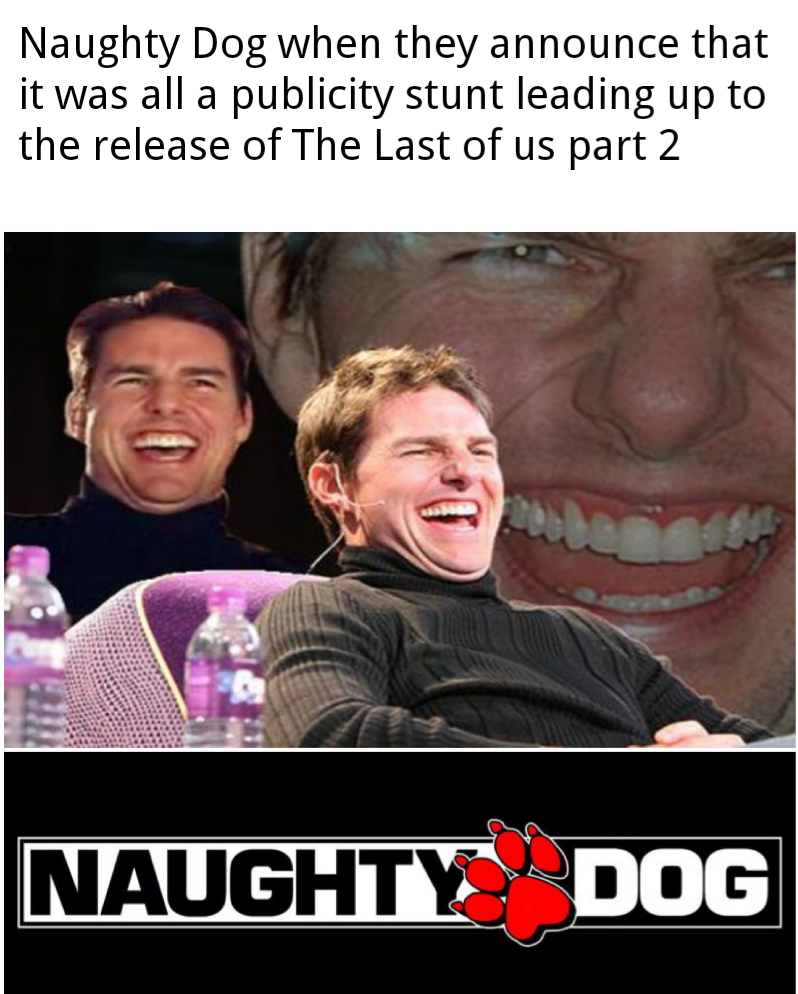 Naughty Dog when they announce that
it was all a publicity stunt leading up to
the release of The Last of us part 2
NAUGHTY DOG